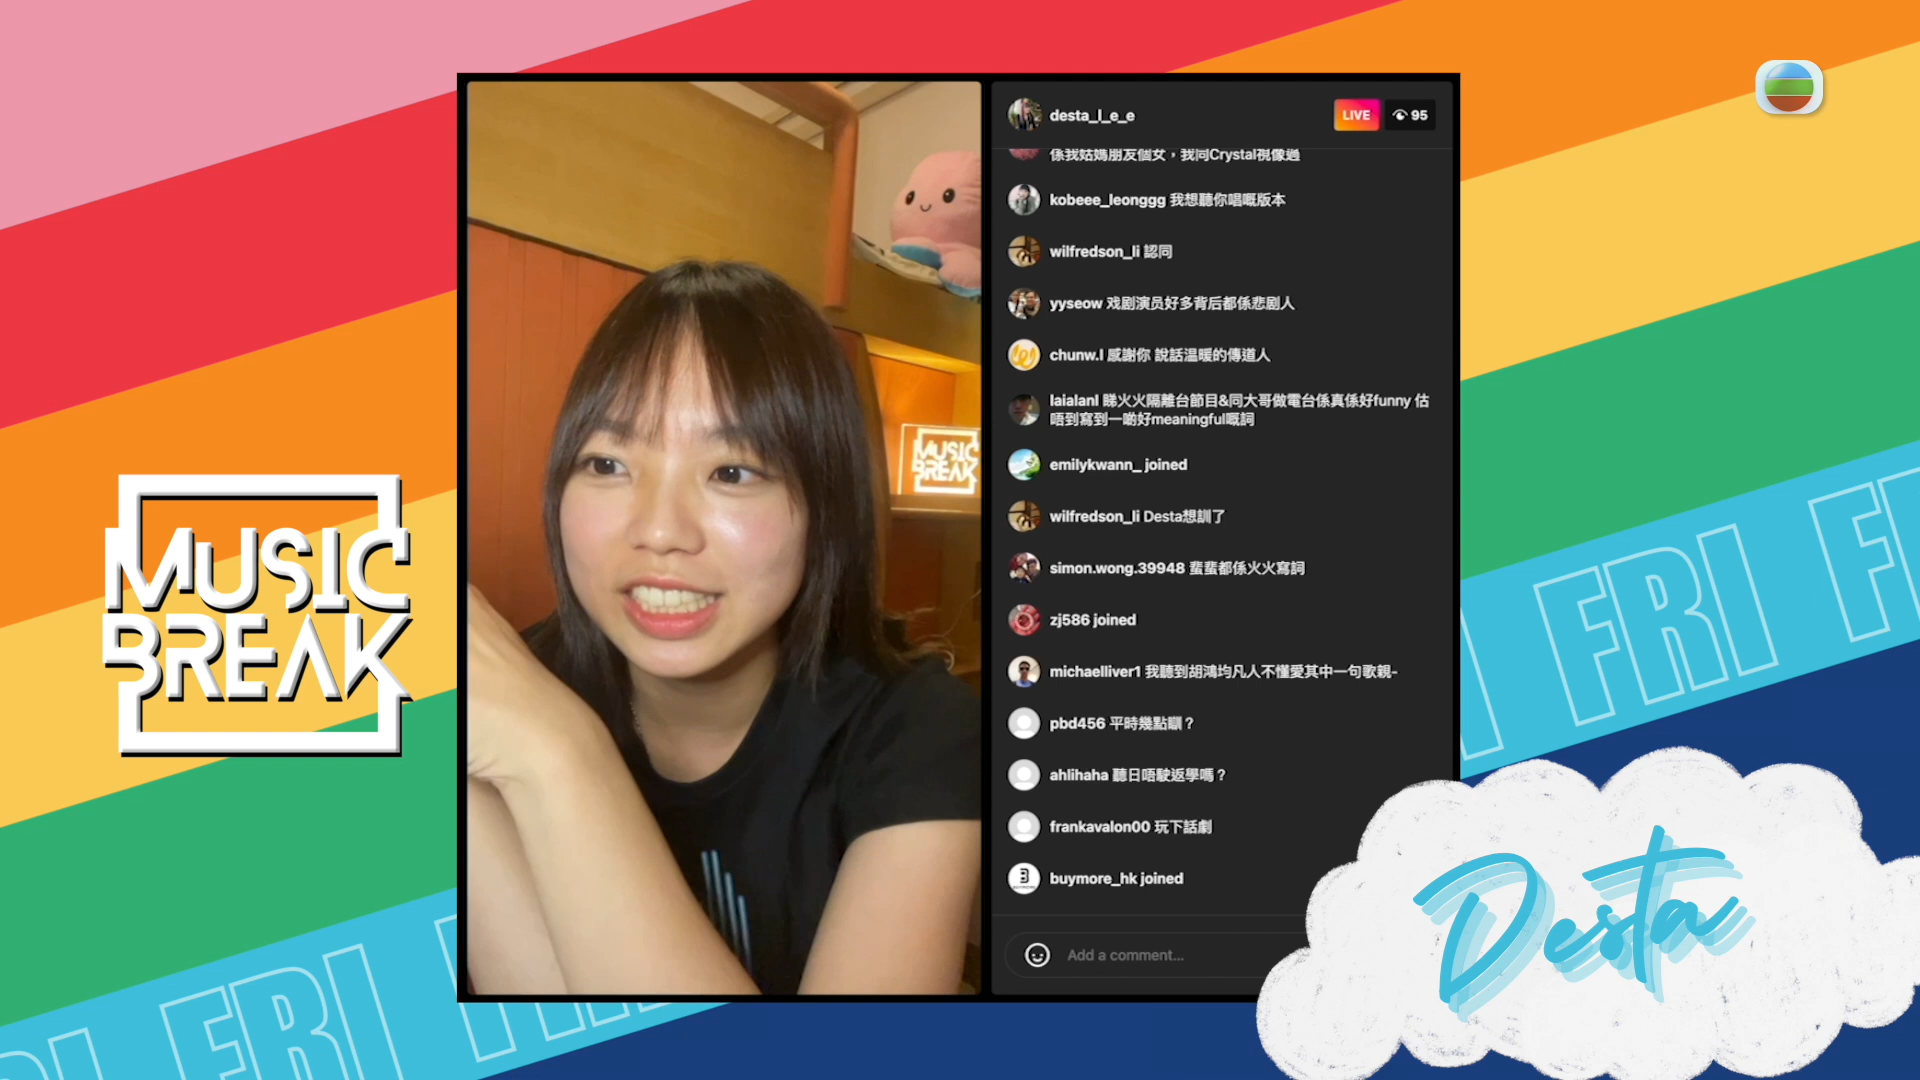 desta_l_e_e
LIVE
95
係我姑媽朋友個女，我同Crystal視像過
kobeee_leonggg 我想聽你唱嘅版本
wilfredson_li 認同
yyseow 戏剧演员好多背后都係悲剧人
chunw.l 感謝你 說話温暖的傳道人
laialanl 睇火火隔離台節目&同大哥做電台係真係好funny 估
唔到寫到一啲好meaningful嘅詞
emilykwann_ joined
wilfredson_li Desta想訓了
simon.wong.39948 蜚蜚都係火火寫詞
zj586 joined
michaelliver1 我聽到胡鴻均凡人不懂愛其中一句歌親-
pbd456 平時幾點瞓？
ahlihaha 聽日唔駛返學嗎？
frankavalon00 玩下話劇
buymore_hk joined
Add a comment...
MUSIC
BREAK
MUSIC
BREAK
FRI
FRI
Desta